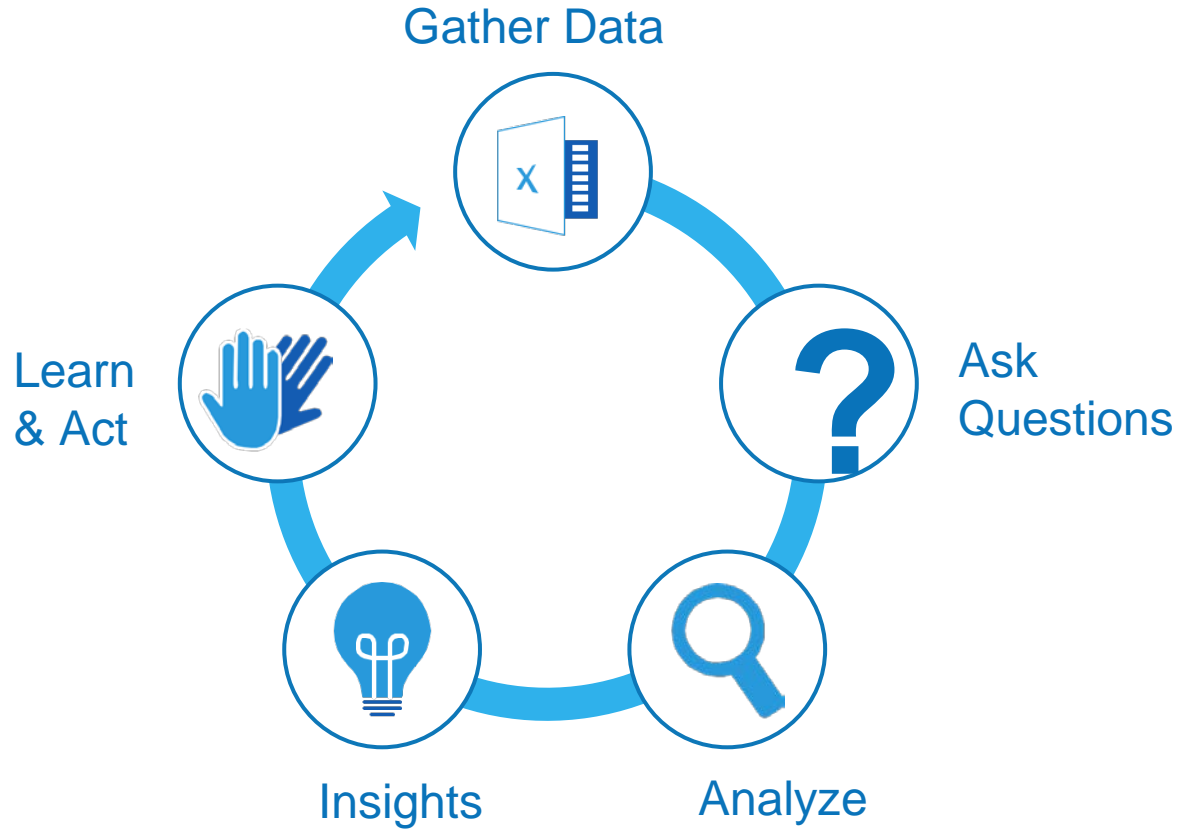 Gather Data
X
?
Ask
Questions
Learn
& Act
Insights
Analyze